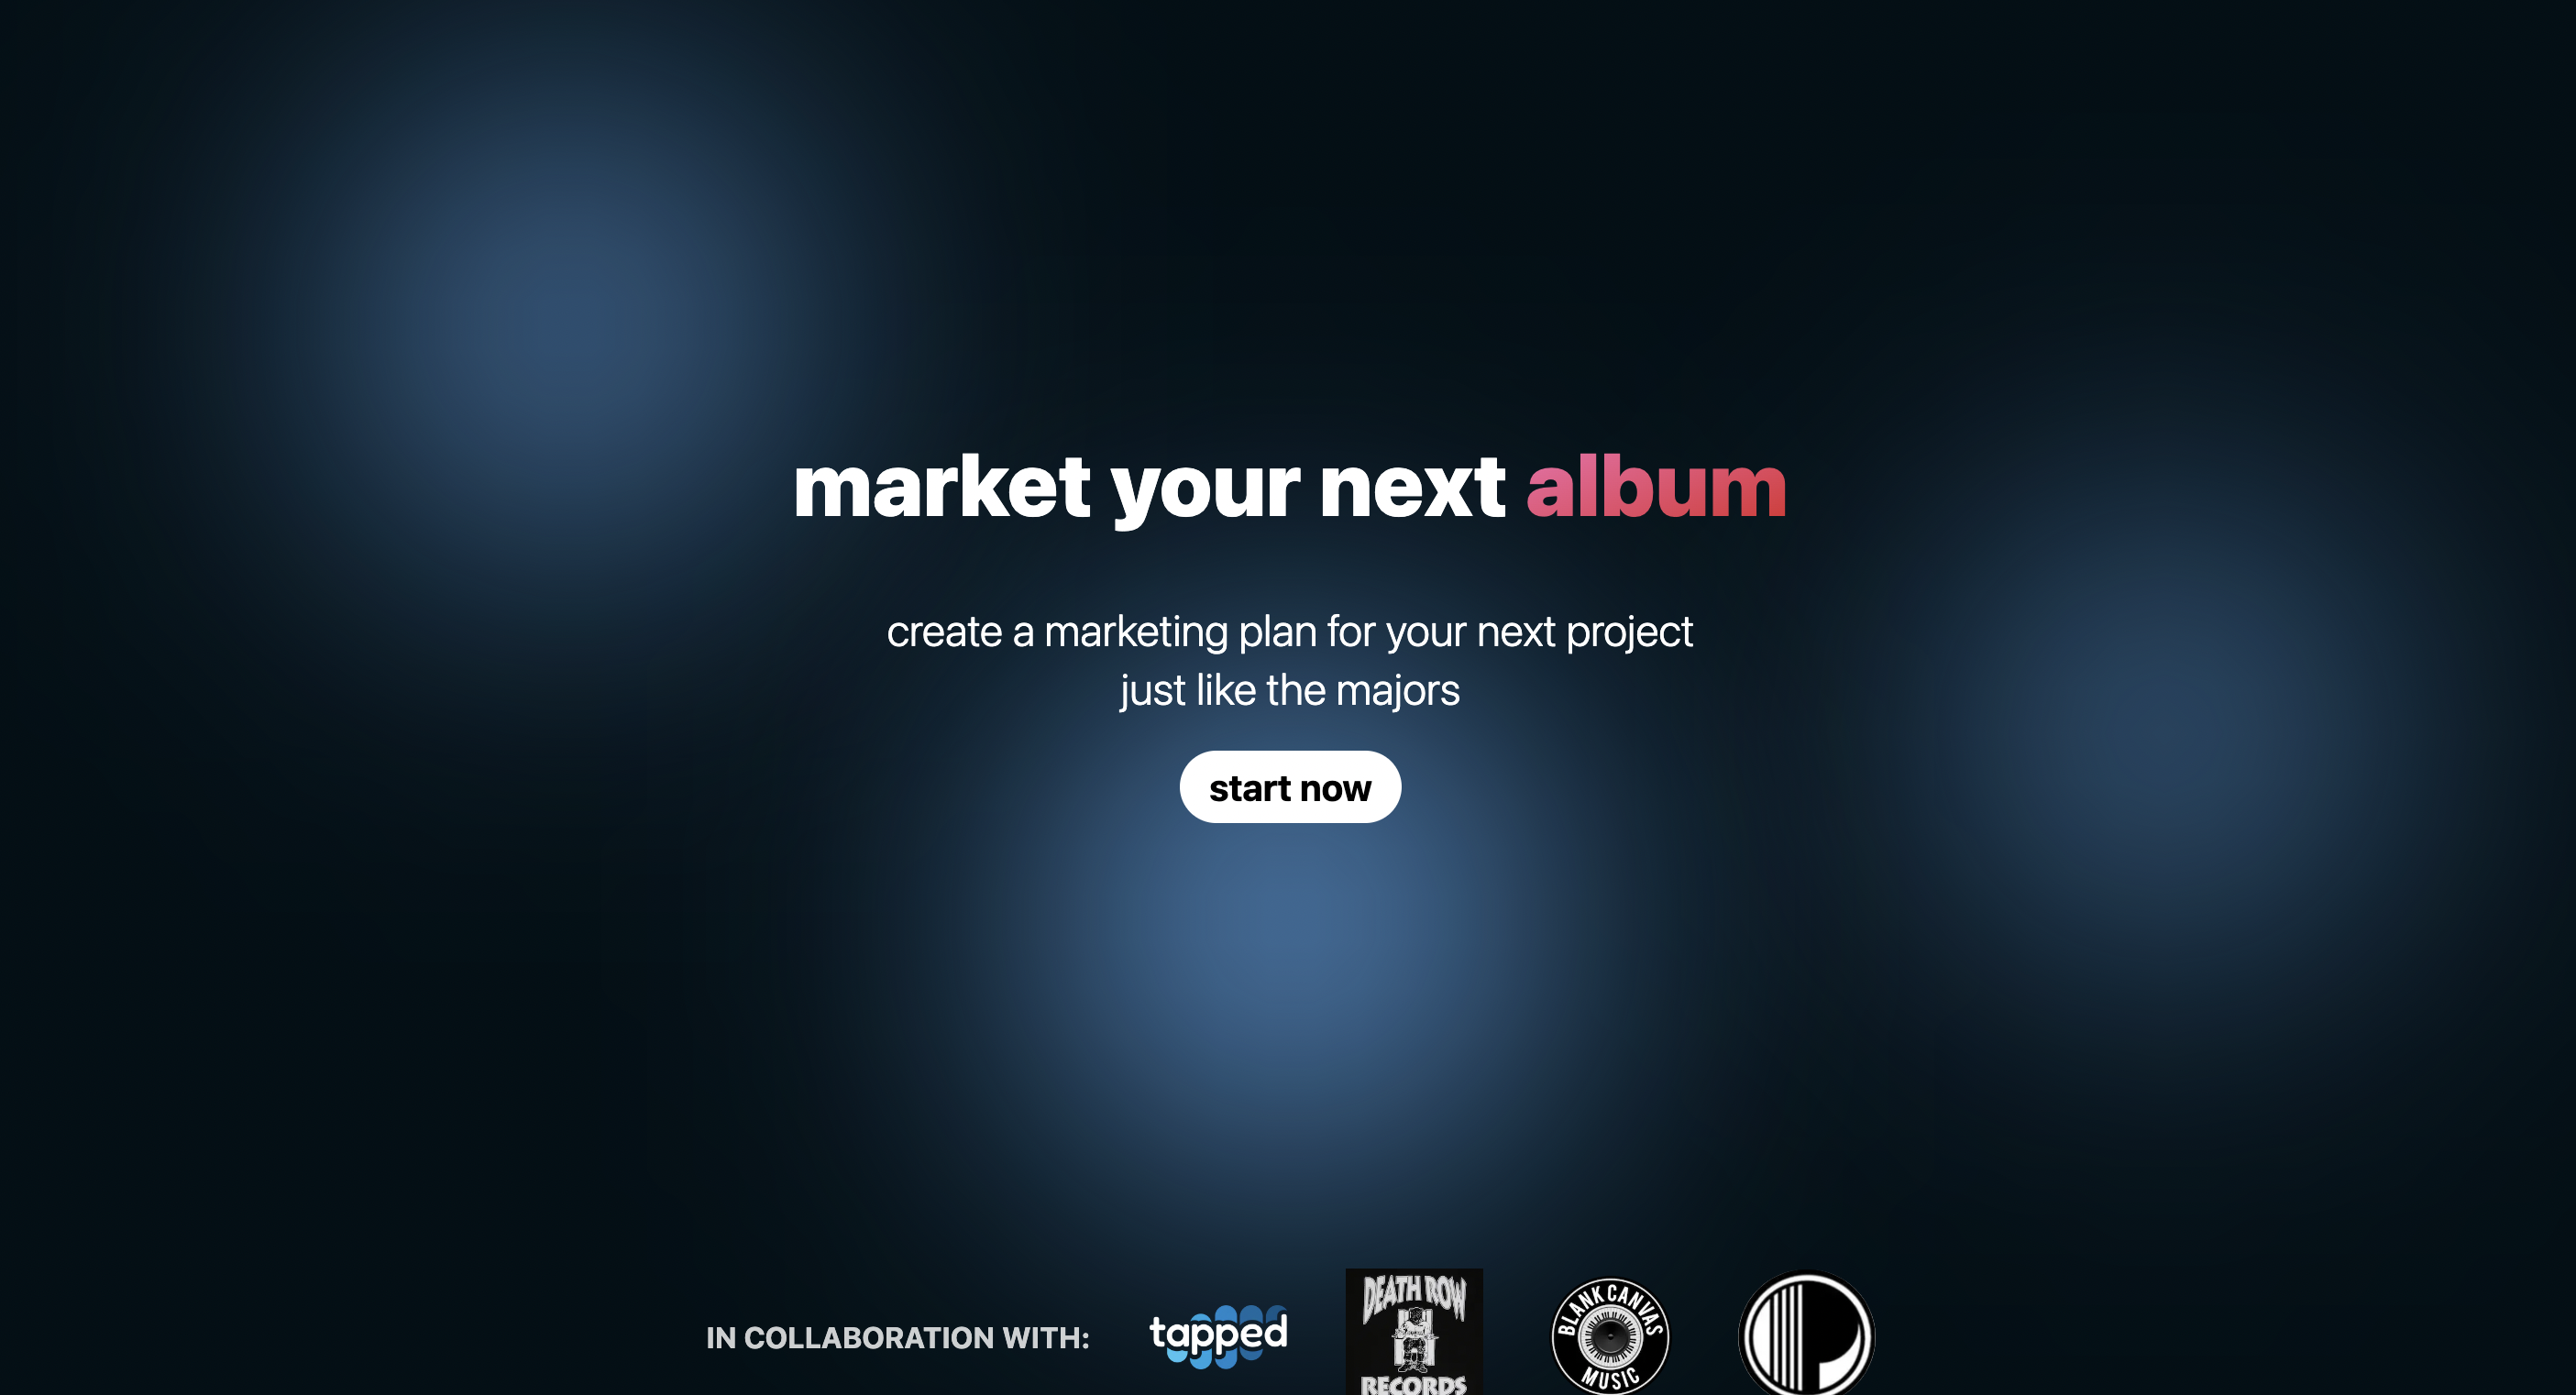 market your next album
create a marketing plan for your next project
just like the majors
start now
IN COLLABORATION WITH:
tapped
DEATH ROW
RECORDS
BLANK CANVAS
MUSIC